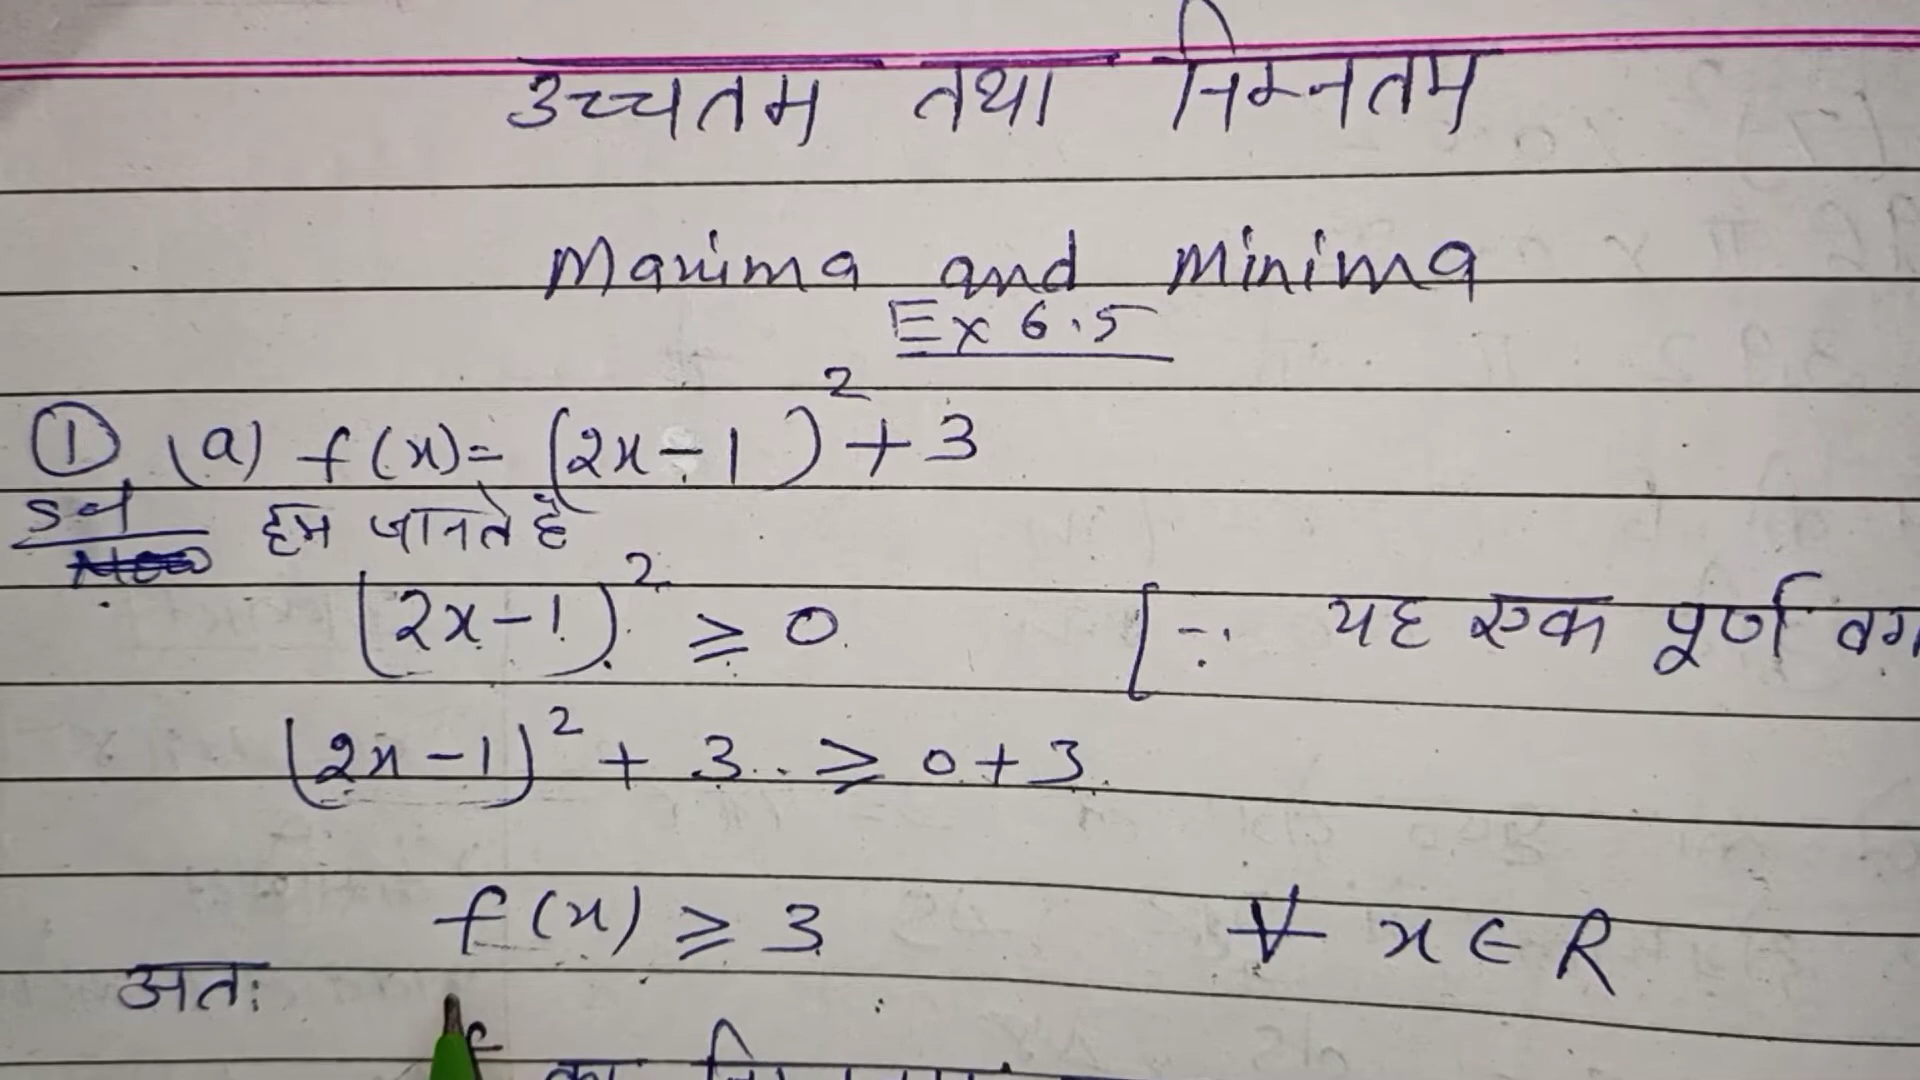 उच्चतम तथा निम्नतम
Maxima and Minima
Ex 6.5
① (a) f(x) = (2x-1)² + 3
Sol हम जानते हैं
(2x-1)² ≥ 0 [∵ यह एक पूर्ण
(2x-1)² + 3 ≥ 0+3
f(x) ≥ 3 ∀ x ∈ R
अतः